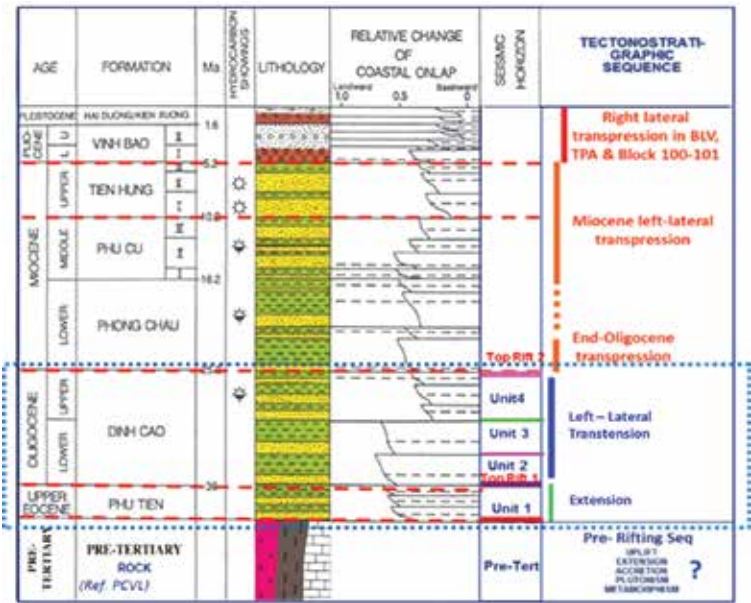 AGE
FORMATION
Ma
HYDROCARBON
SHOWINGS
LITHOLOGY
RELATIVE CHANGE
OF
COASTAL ONLAP
Landward
Basinward
1.0
0.5
0
SEISMIC
HORIZON
TECTONOSTRATI-
GRAPHIC
SEQUENCE
PLEISTOCENE
HAI DUONG/KIEN XUONG
1.6
PLIOCENE
U
L
VINH BAO
II
I
5.2
Right lateral
transpression in BLV,
TPA & Block 100-101
MIOCENE
UPPER
TIEN HUNG
I
Miocene left-lateral
transpression
MIDDLE
PHU CU
I
16.2
LOWER
PHONG CHAU
End-Oligocene
transpression
Top Rift 2
OLIGOCENE
UPPER
LOWER
DINH CAO
Unit4
Unit 3
Unit 2
Left – Lateral
Transtension
Top Rift 1
UPPER
EOCENE
PHU TIEN
Unit 1
Extension
PRE-
TERTIARY
PRE-TERTIARY
ROCK
(Ref. PCVL)
Pre-Tert
Pre- Rifting Seq
UPLIFT
EXTENSION
ACCRETION
PLUTONISM
METAMORPHISM
?